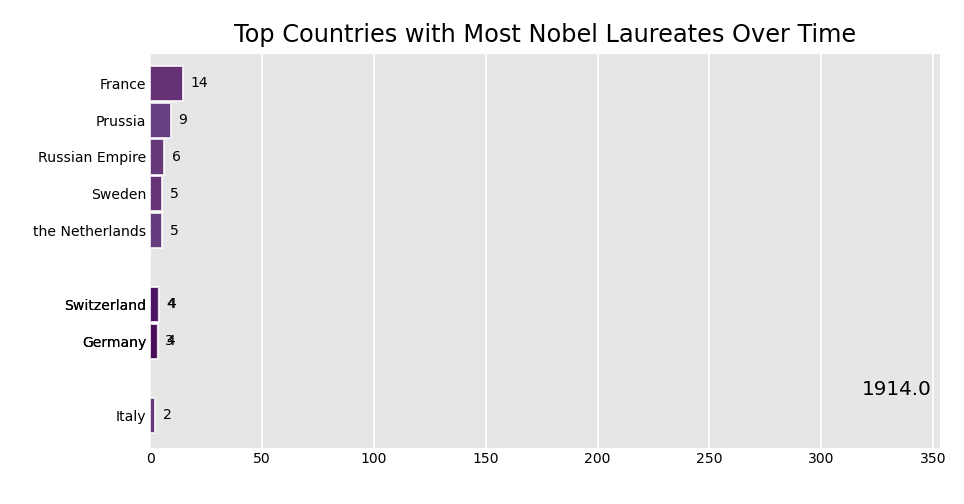 Top Countries with Most Nobel Laureates Over Time
France 14
Prussia 9
Russian Empire 6
Sweden 5
the Netherlands 5
Switzerland 4
Germany
1914.0
Italy 2
0 50 100 150 200 250 300 350